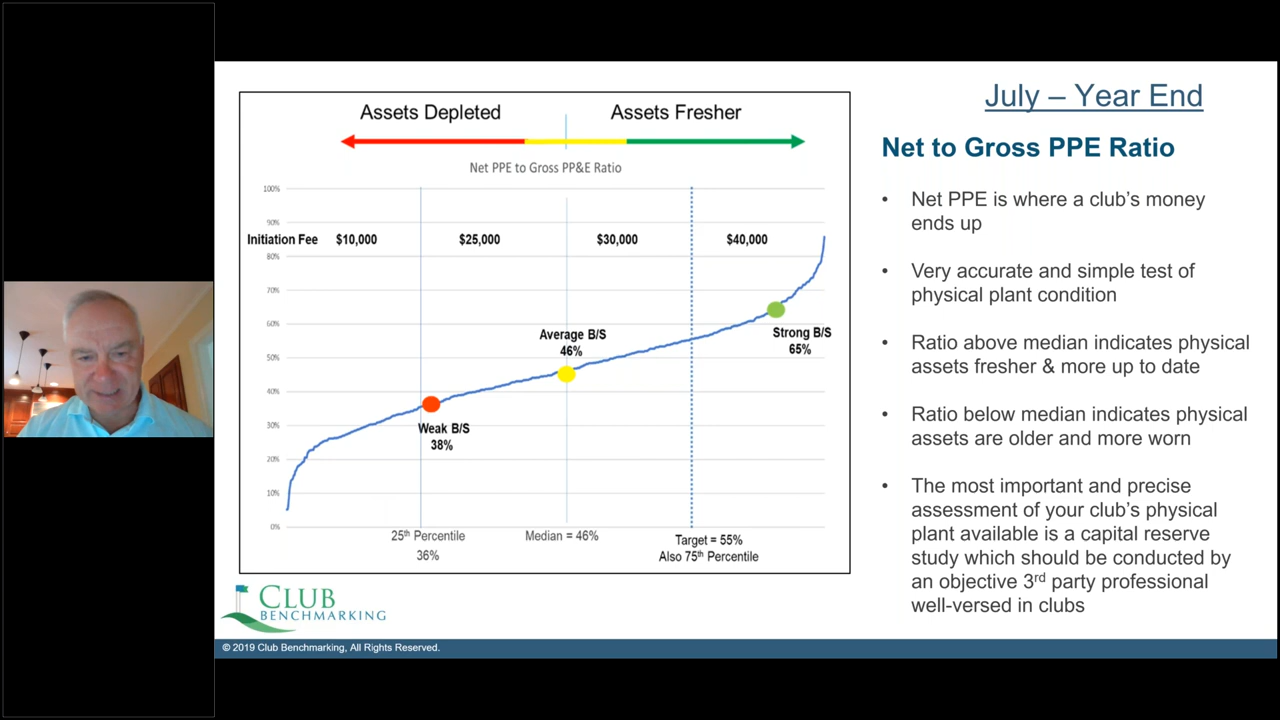 July – Year End
Assets Depleted
Assets Fresher
Net PPE to Gross PP&E Ratio
100%
90%
Initiation Fee
$10,000
$25,000
$30,000
$40,000
80%
70%
60%
Average B/S
46%
Strong B/S
65%
50%
40%
Weak B/S
38%
30%
20%
10%
0%
25th Percentile
36%
Median = 46%
Target = 55%
Also 75th Percentile
Net to Gross PPE Ratio
• Net PPE is where a club’s money
ends up
• Very accurate and simple test of
physical plant condition
• Ratio above median indicates physical
assets fresher & more up to date
• Ratio below median indicates physical
assets are older and more worn
• The most important and precise
assessment of your club’s physical
plant available is a capital reserve
study which should be conducted by
an objective 3rd party professional
well-versed in clubs
CLUB
BENCHMARKING
© 2019 Club Benchmarking, All Rights Reserved.